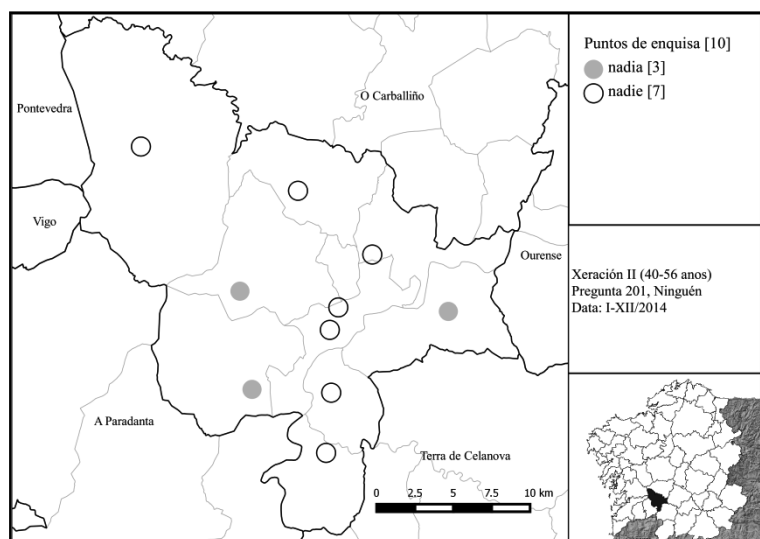 Puntos de enquisa [10]
nadia [3]
nadie [7]
O Carballiño
Pontevedra
Vigo
Ourense
Xeración II (40-56 anos)
Pregunta 201, Ninguén
Data: I-XII/2014
A Paradanta
Terra de Celanova
0 2,5 5 7.5 10 km